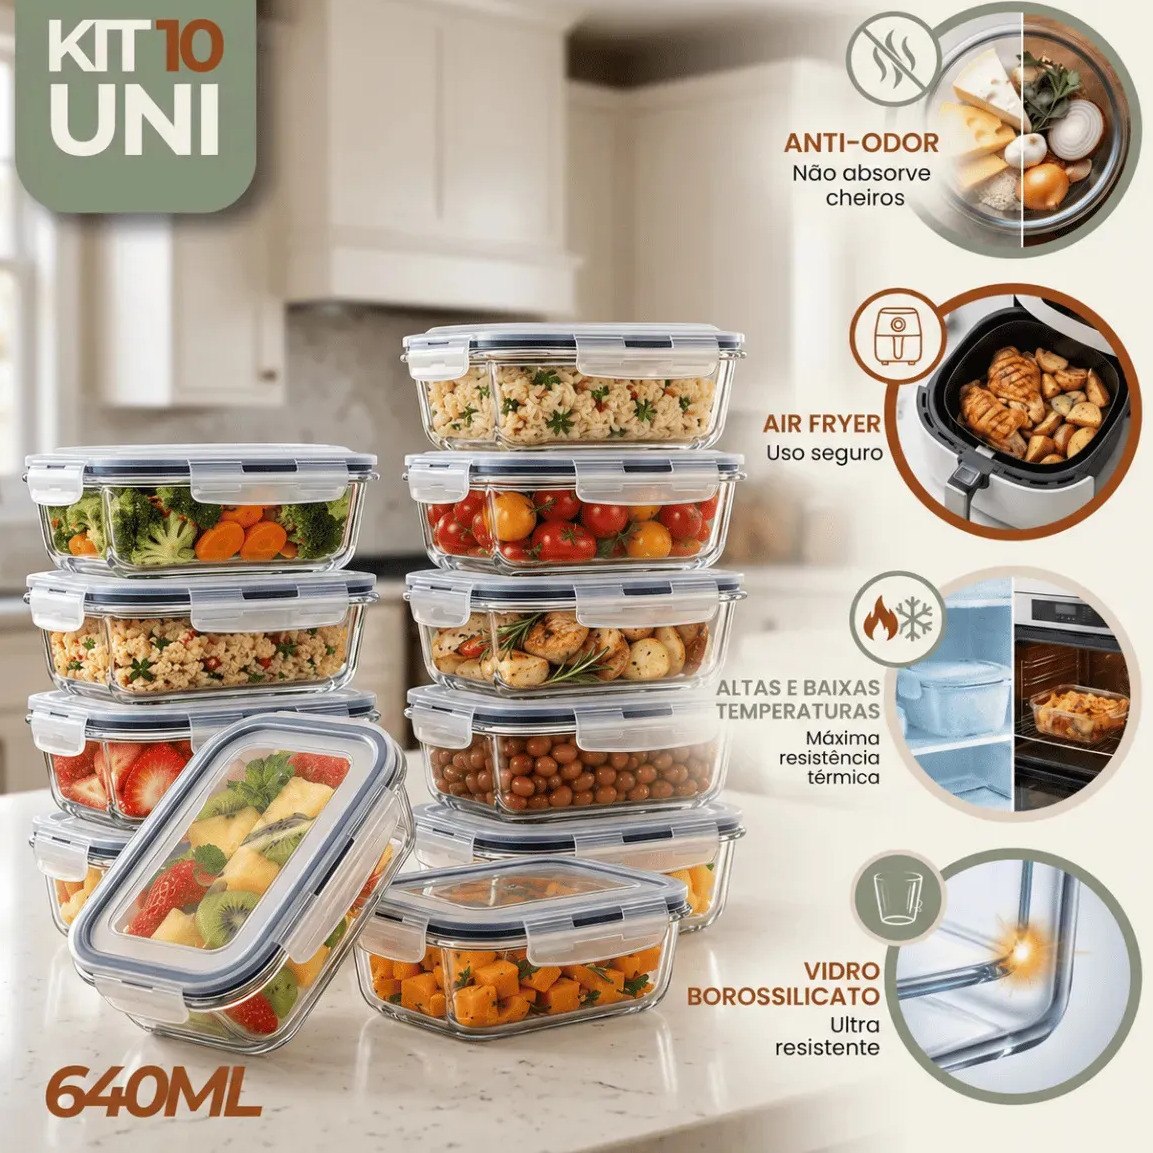 KIT 10
UNI
ANTI-ODOR
Não absorve
cheiros
AIR FRYER
Uso seguro
ALTAS E BAIXAS
TEMPERATURAS
Máxima
resistência
térmica
VIDRO
BOROSSILICATO
Ultra
resistente
640ML